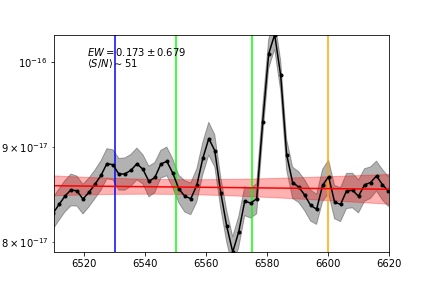 EW = 0.173 ± 0.679
⟨S/N⟩ ~ 51
10⁻¹⁶
9 × 10⁻¹⁷
8 × 10⁻¹⁷
6520 6540 6560 6580 6600 6620